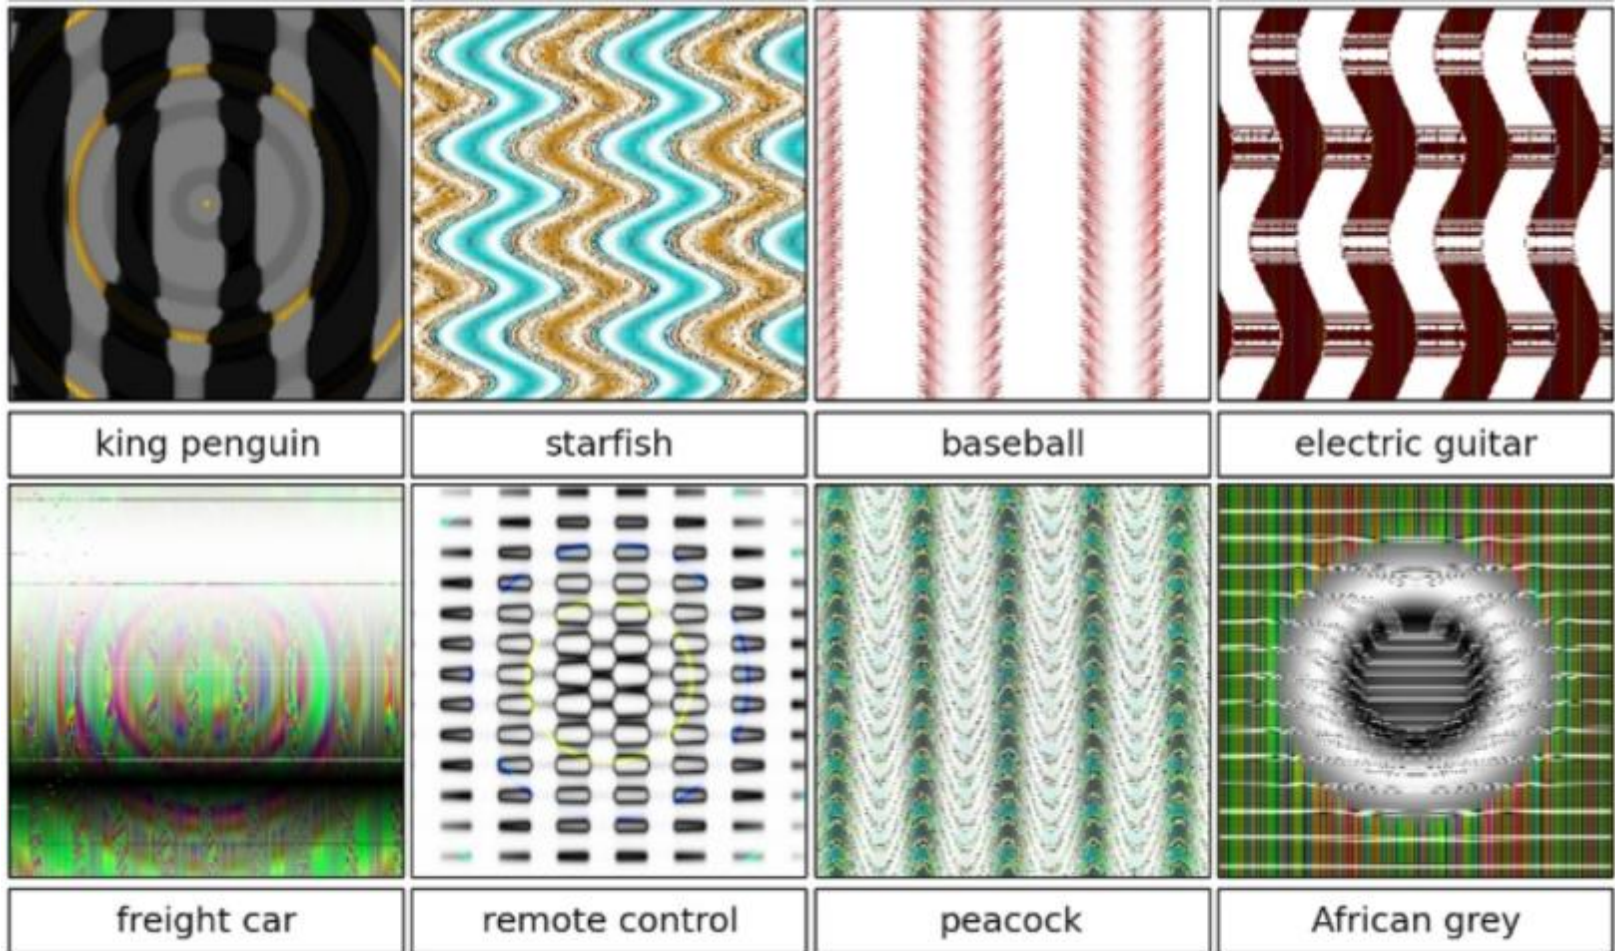 king penguin
starfish
baseball
electric guitar
freight car
remote control
peacock
African grey